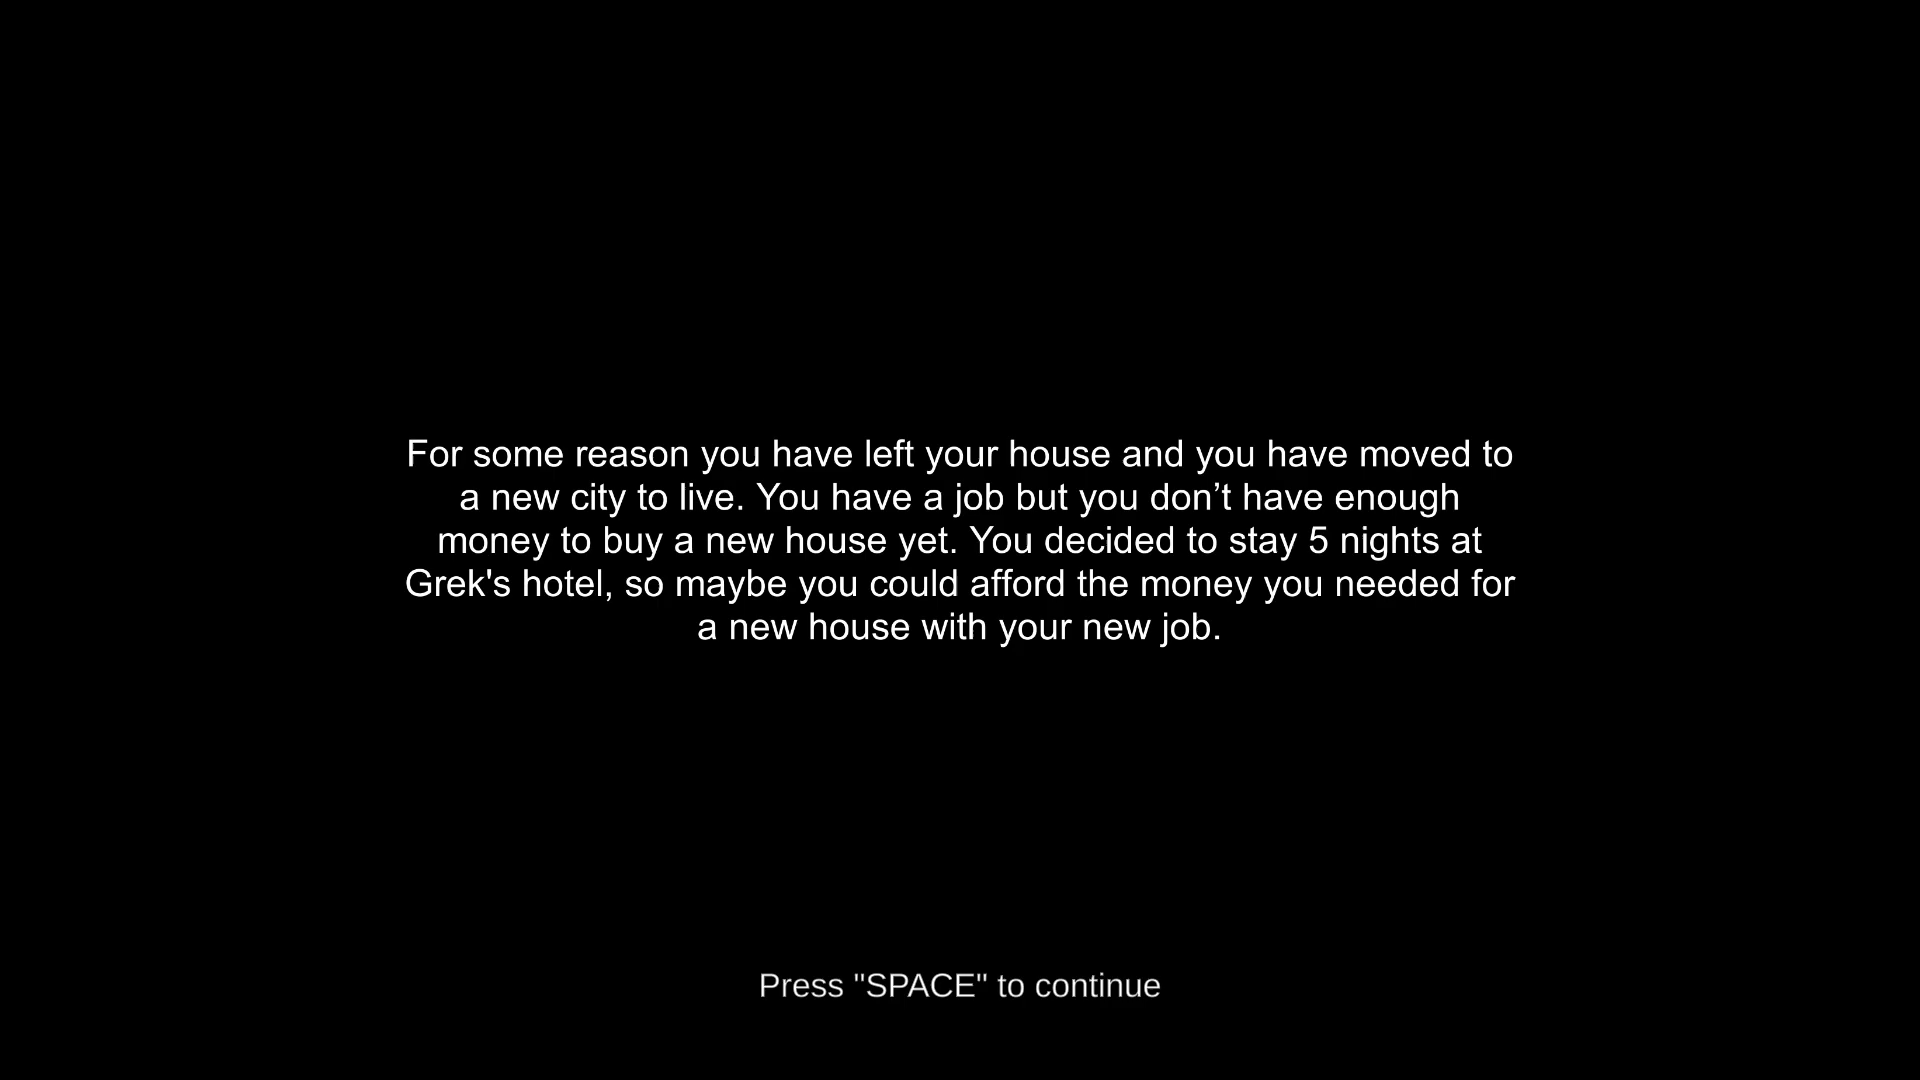 For some reason you have left your house and you have moved to
a new city to live. You have a job but you don’t have enough
money to buy a new house yet. You decided to stay 5 nights at
Grek's hotel, so maybe you could afford the money you needed for
a new house with your new job.
Press "SPACE" to continue